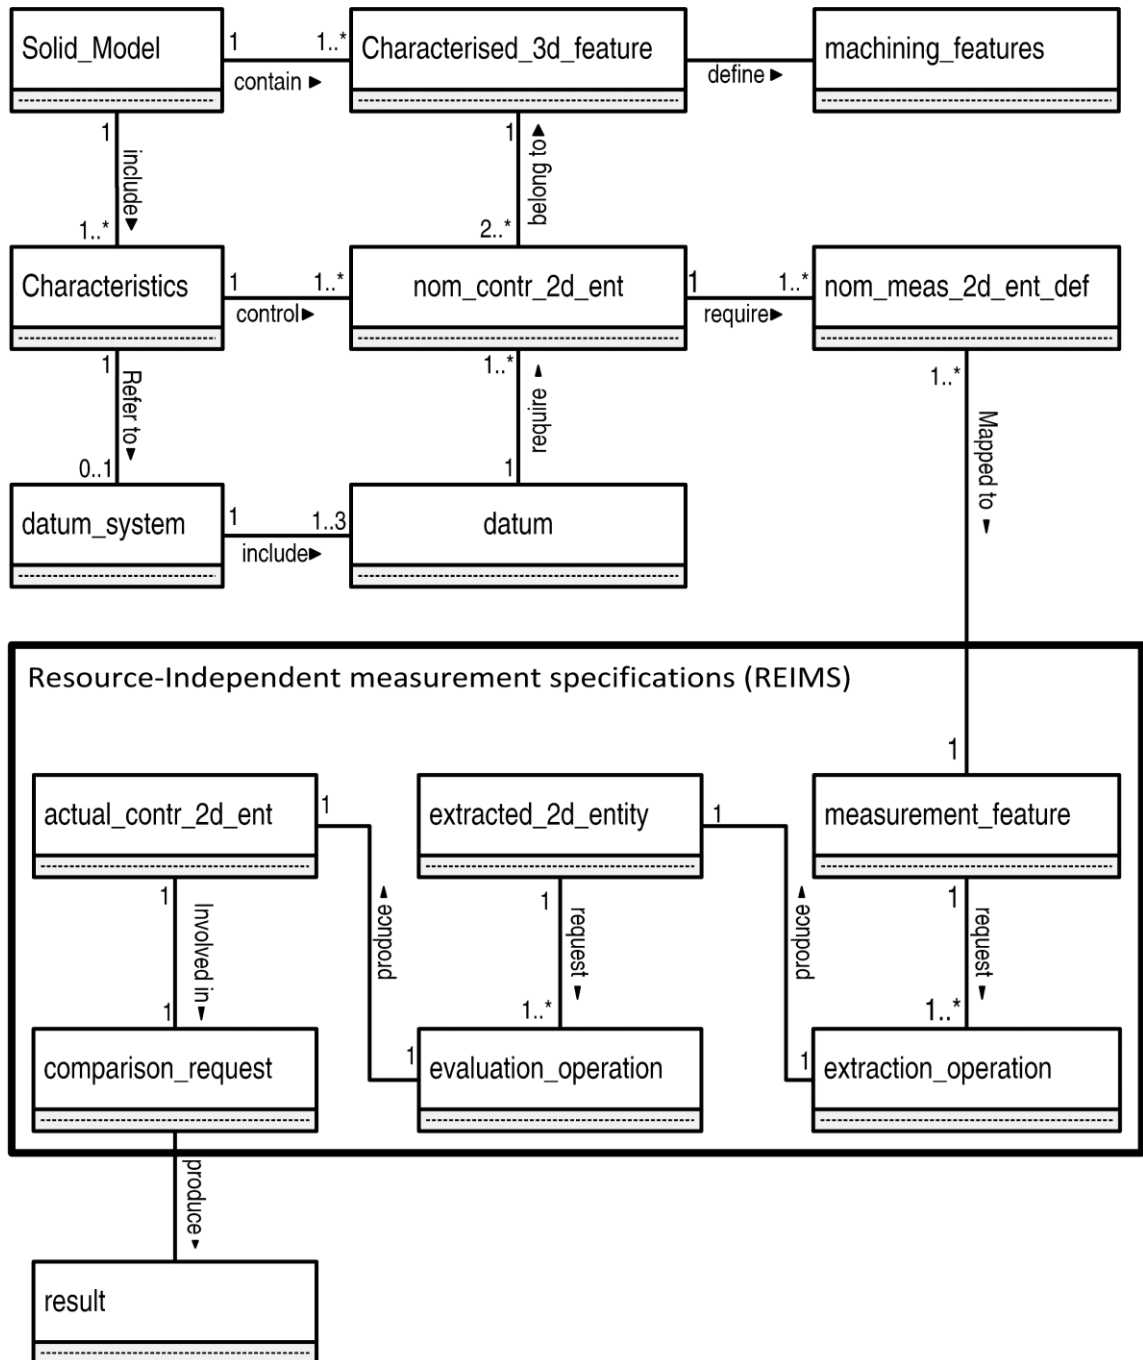 Solid_Model
1
1..*
contain ►
Characterised_3d_feature
define ►
machining_features
1
include►
1..*
1
belong to►
2..*
Characteristics
1
1..*
control►
nom_contr_2d_ent
1
1..*
require►
nom_meas_2d_ent_def
1
Refer to►
0..1
1..*
require ►
1
1..*
Mapped to ►
datum_system
1
1..3
include►
datum
Resource-Independent measurement specifications (REIMS)
1
actual_contr_2d_ent
1
extracted_2d_entity
1
measurement_feature
1
Involved in►
1
produce ►
1
request ►
1..*
produce ►
1
request ►
1..*
comparison_request
1
evaluation_operation
1
extraction_operation
produce ►
result